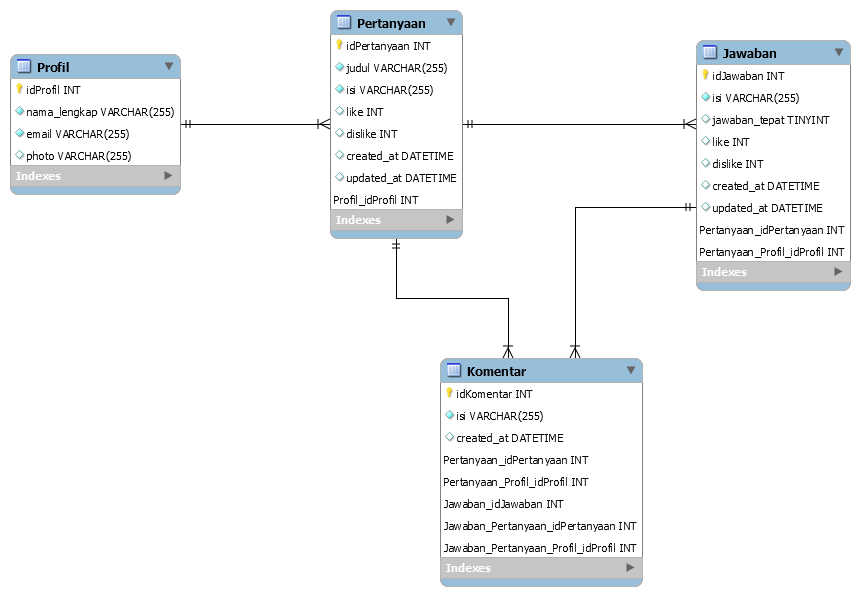 Profil
idProfil INT
nama_lengkap VARCHAR(255)
email VARCHAR(255)
photo VARCHAR(255)
Indexes
Pertanyaan
idPertanyaan INT
judul VARCHAR(255)
isi VARCHAR(255)
like INT
dislike INT
created_at DATETIME
updated_at DATETIME
Profil_idProfil INT
Indexes
Jawaban
idJawaban INT
isi VARCHAR(255)
jawaban_tepat TINYINT
like INT
dislike INT
created_at DATETIME
updated_at DATETIME
Pertanyaan_idPertanyaan INT
Pertanyaan_Profil_idProfil INT
Indexes
Komentar
idKomentar INT
isi VARCHAR(255)
created_at DATETIME
Pertanyaan_idPertanyaan INT
Pertanyaan_Profil_idProfil INT
Jawaban_idJawaban INT
Jawaban_Pertanyaan_idPertanyaan INT
Jawaban_Pertanyaan_Profil_idProfil INT
Indexes